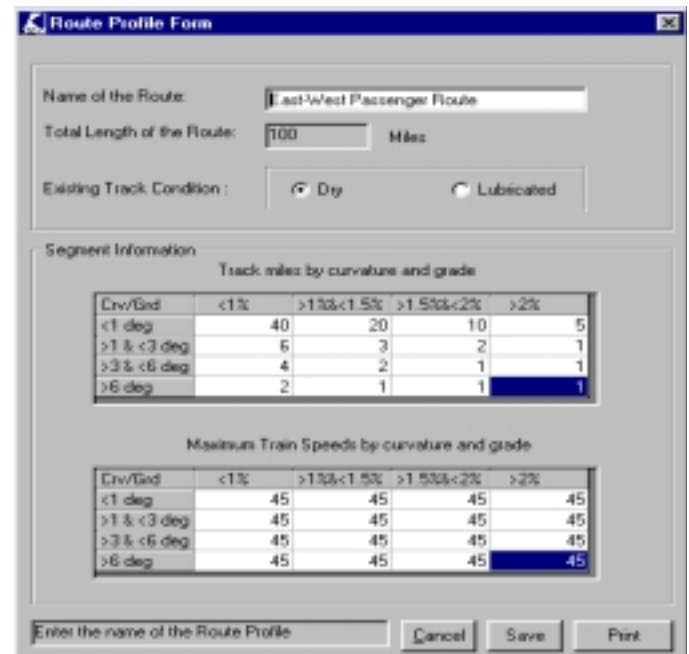 Route Profile Form
Name of the Route: East-West Passenger Route
Total Length of the Route: 100 Miles
Existing Track Condition : Dry Lubricated
Segment Information
Track miles by curvature and grade
Crv/Grd <1% >1%&<1.5% >1.5%&<2% >2%
<1 deg 40 20 10 5
>1 & <3 deg 6 3 2 1
>3 & <6 deg 4 2 1 1
>6 deg 2 1 1 1
Maximum Train Speeds by curvature and grade
Crv/Grd <1% >1%&<1.5% >1.5%&<2% >2%
<1 deg 45 45 45 45
>1 & <3 deg 45 45 45 45
>3 & <6 deg 45 45 45 45
>6 deg 45 45 45 45
Enter the name of the Route Profile Cancel Save Print